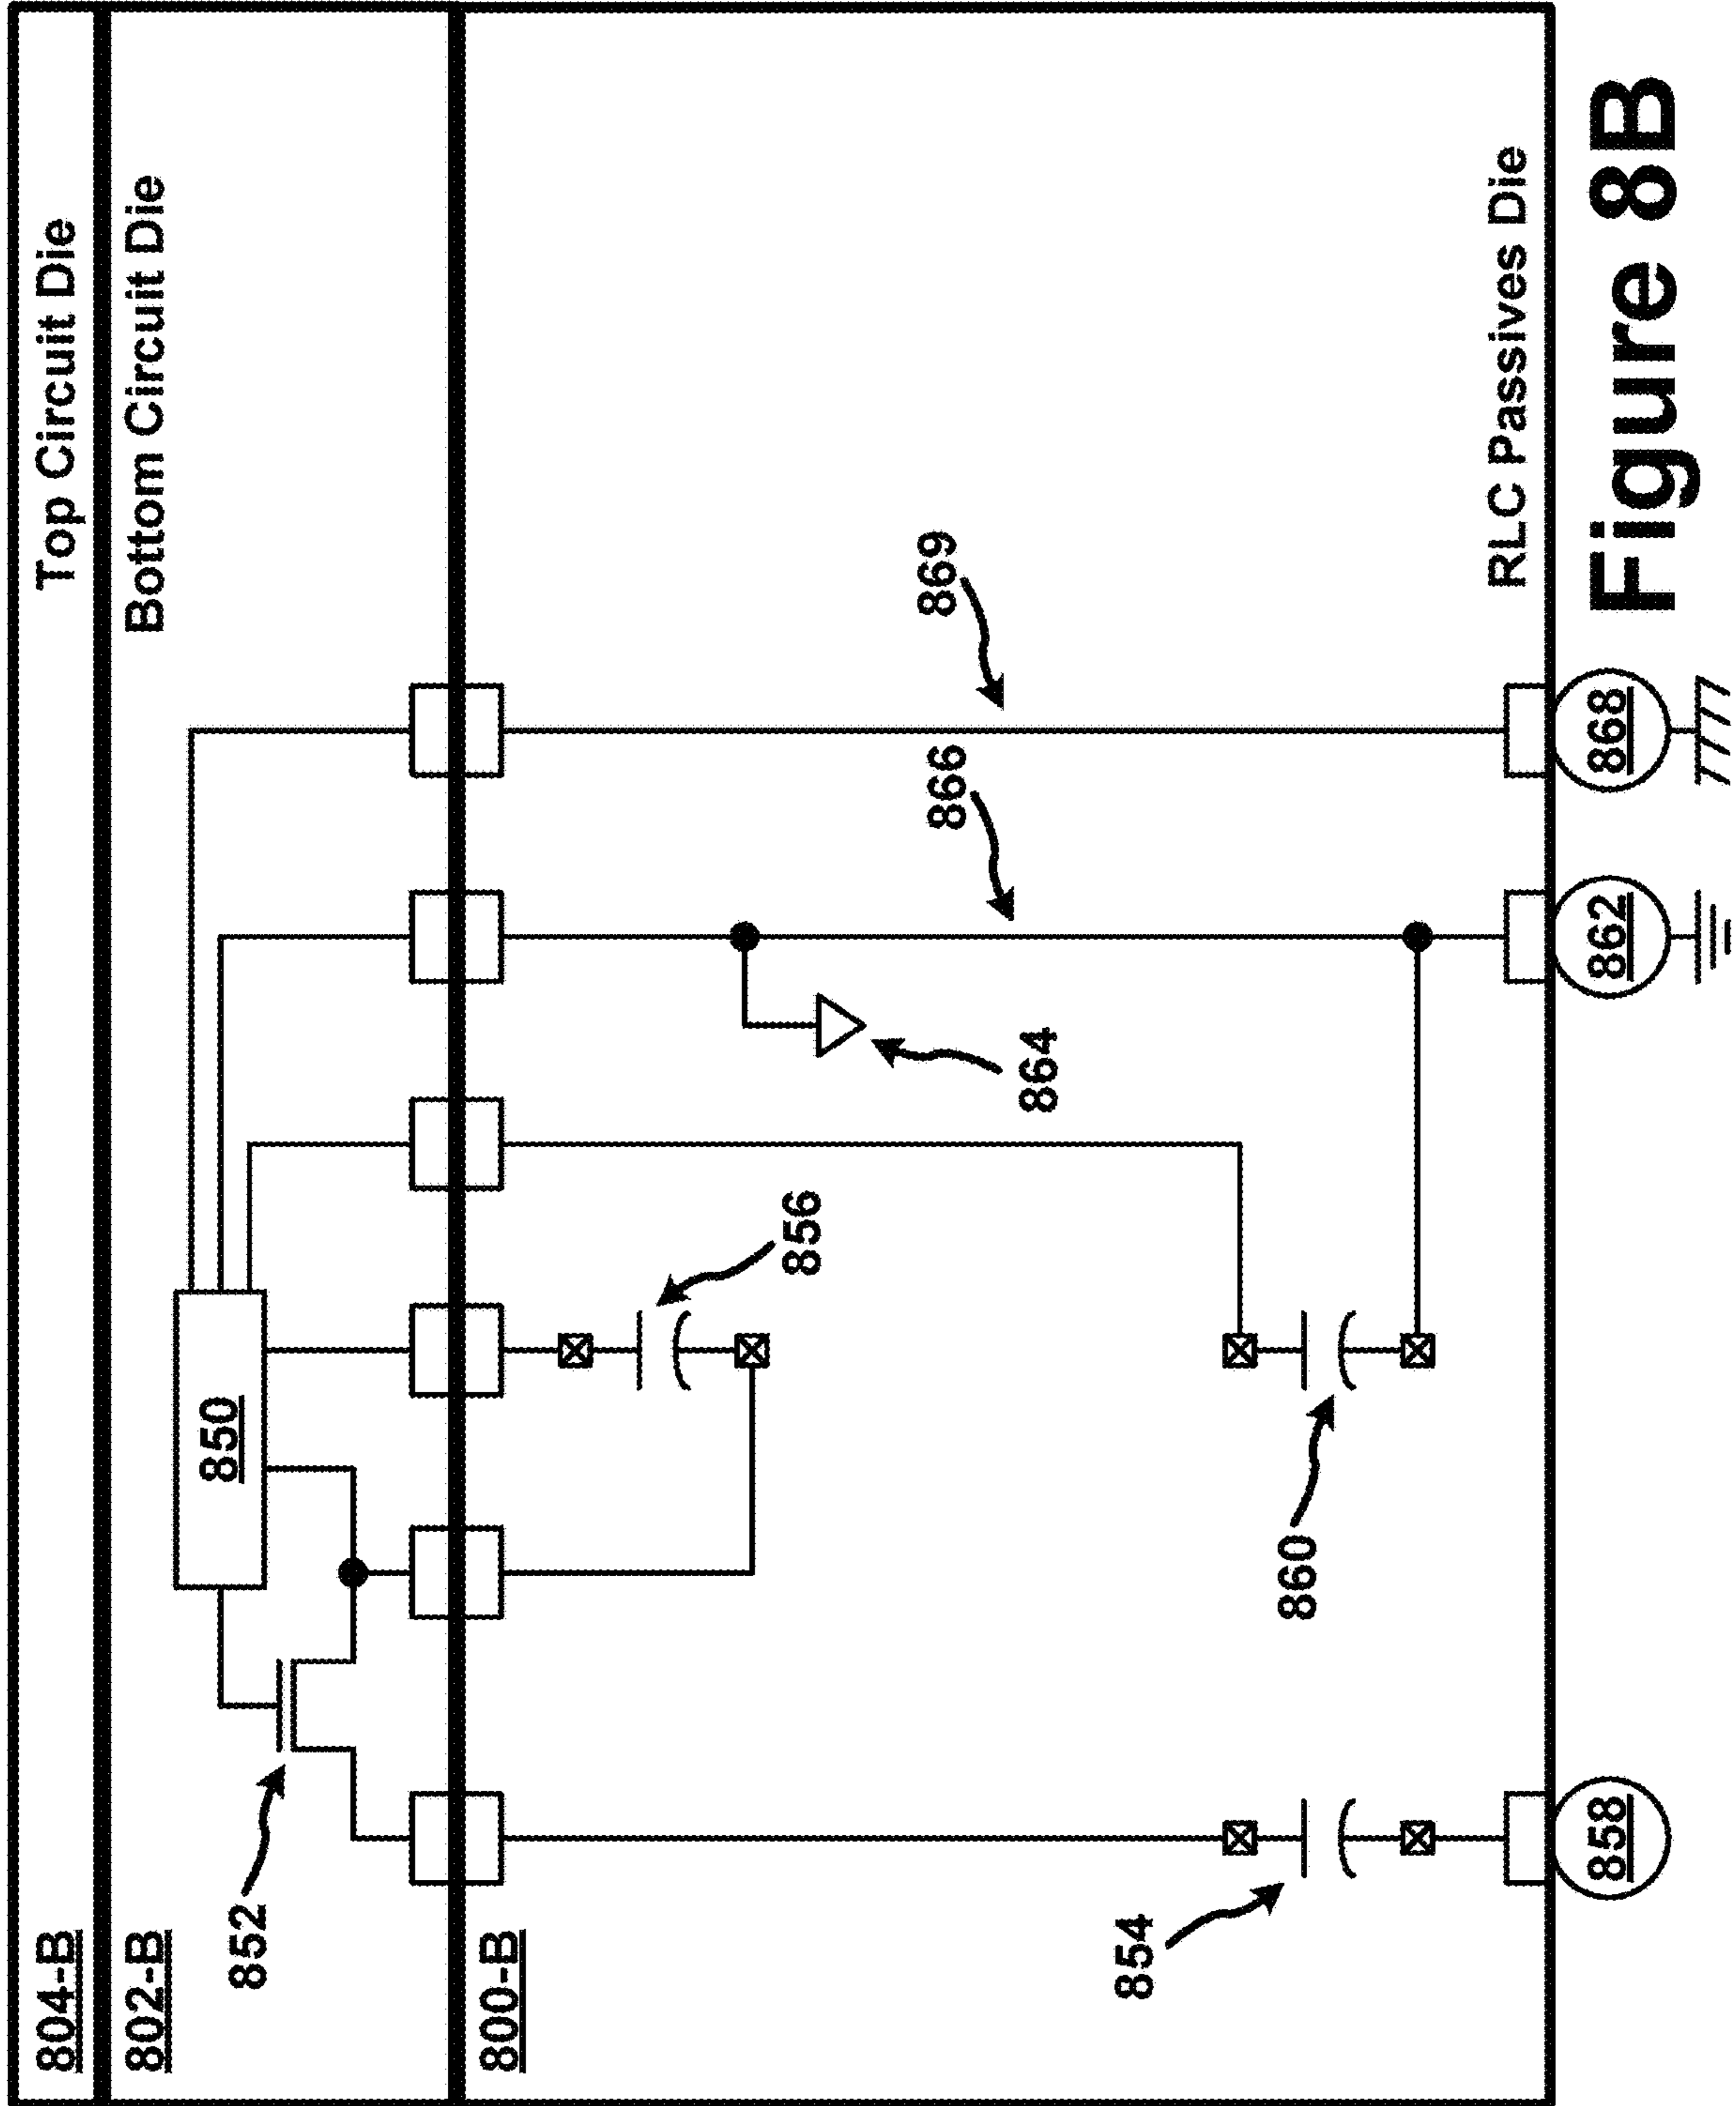 804-B
Top Circuit Die
802-B
Bottom Circuit Die
850
852
800-B
856
864
866
869
854
860
RLC Passives Die
858
862
868
Figure 8B